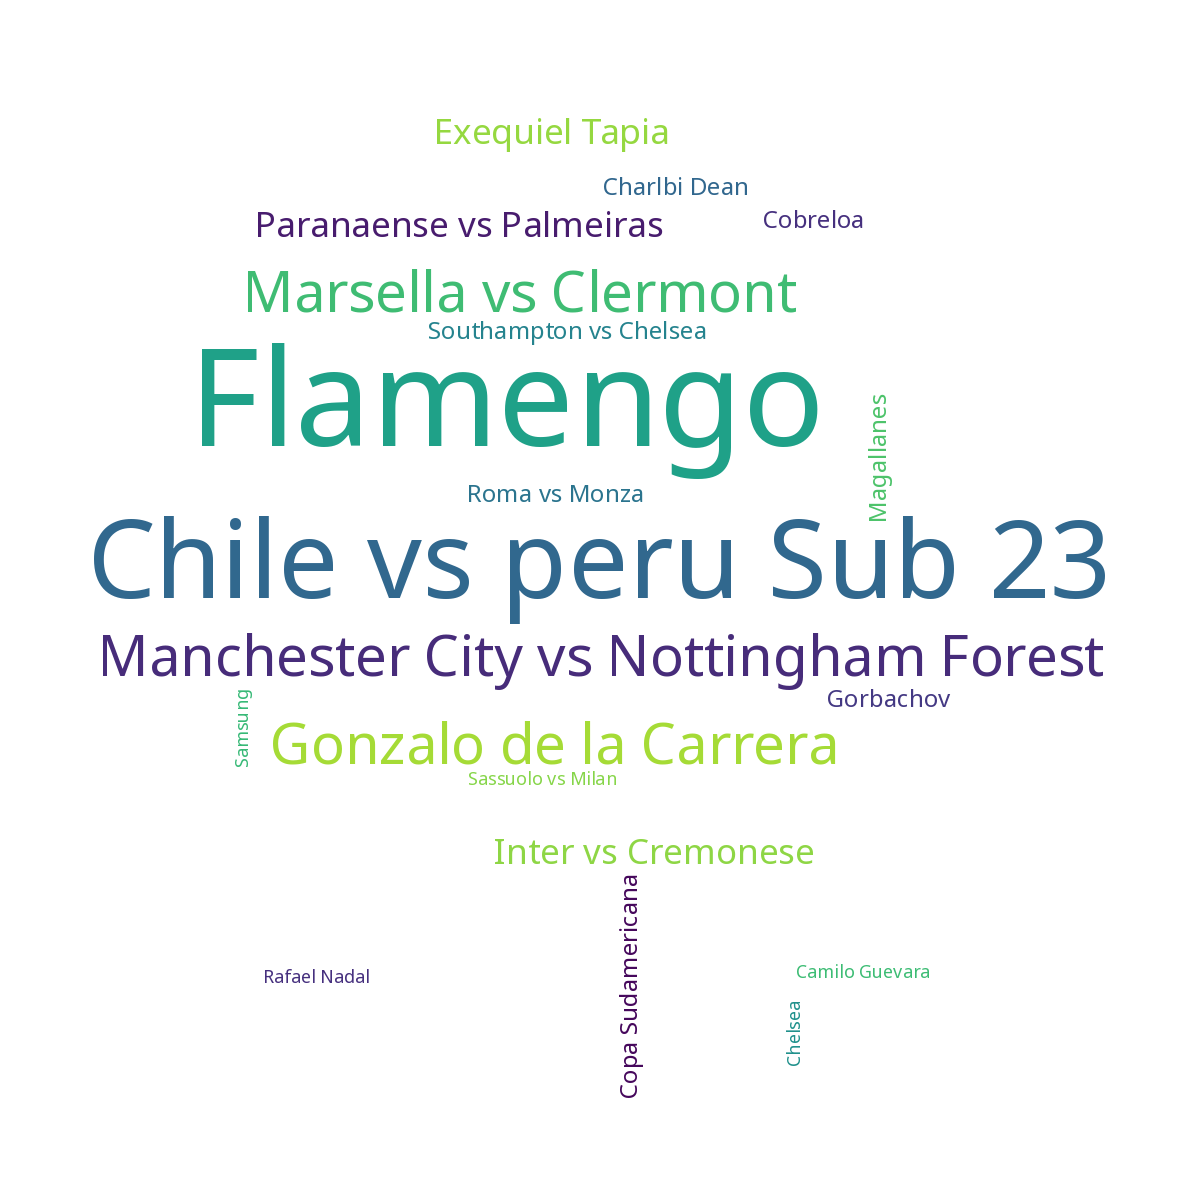 Exequiel Tapia
Charlbi Dean
Cobreloa
Paranaense vs Palmeiras
Marsella vs Clermont
Southampton vs Chelsea
Flamengo
Magallanes
Roma vs Monza
Chile vs peru Sub 23
Manchester City vs Nottingham Forest
Gorbachov
Samsung
Gonzalo de la Carrera
Sassuolo vs Milan
Inter vs Cremonese
Copa Sudamericana
Rafael Nadal
Camilo Guevara
Chelsea